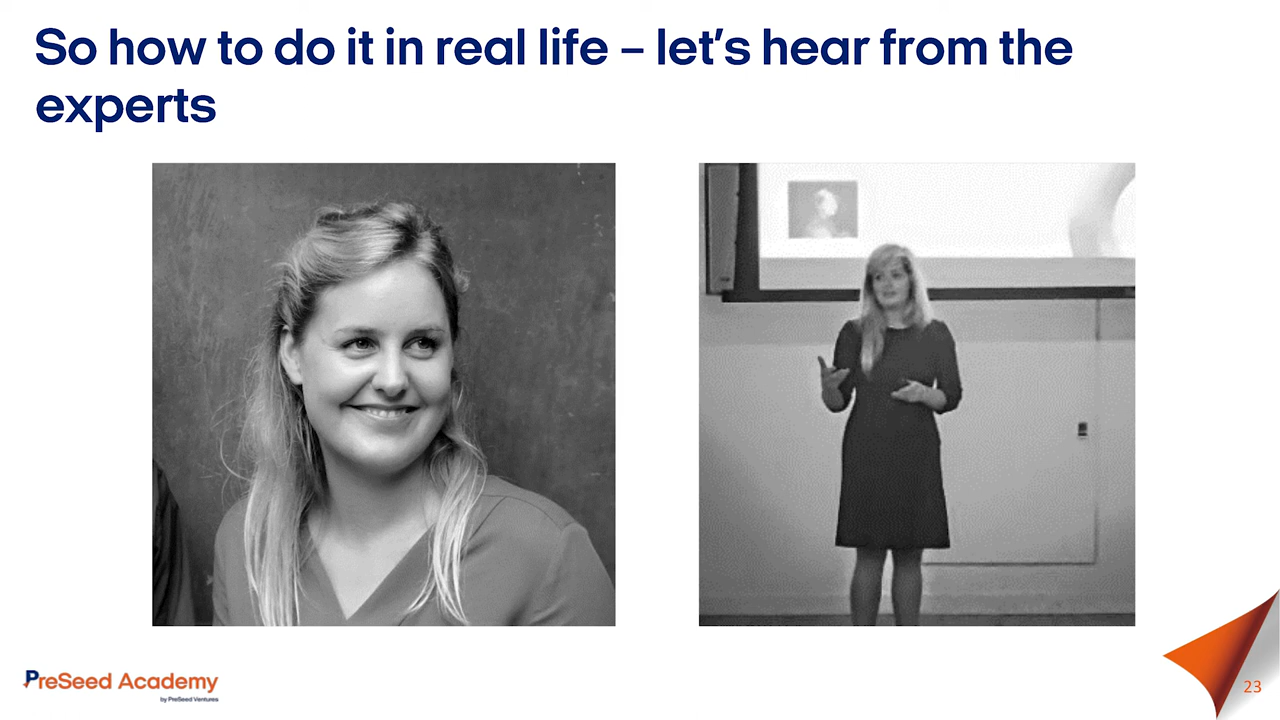 So how to do it in real life – let's hear from the
experts
PreSeed Academy
by PreSeed Ventures
23